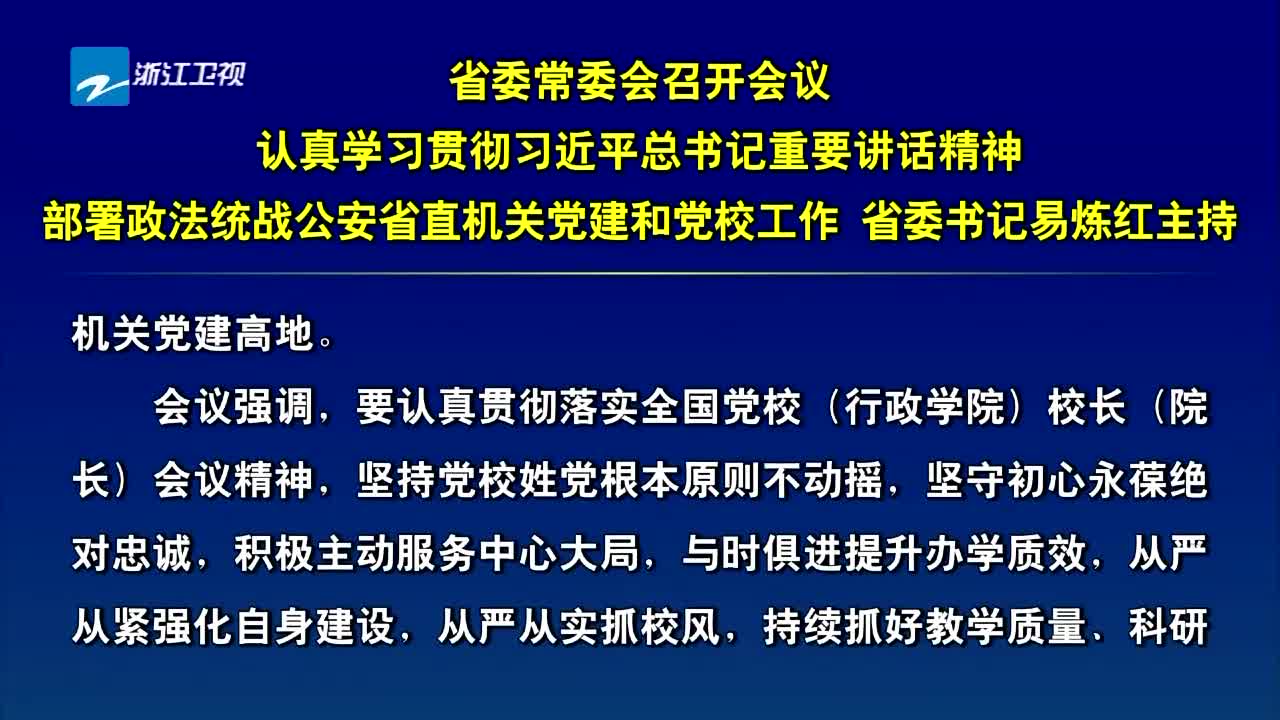 浙江卫视
省委常委会召开会议
认真学习贯彻习近平总书记重要讲话精神
部署政法统战公安省直机关党建和党校工作 省委书记易炼红主持
机关党建高地。
会议强调，要认真贯彻落实全国党校（行政学院）校长（院
长）会议精神，坚持党校姓党根本原则不动摇，坚守初心永葆绝
对忠诚，积极主动服务中心大局，与时俱进提升办学质效，从严
从紧强化自身建设，从严从实抓校风，持续抓好教学质量、科研